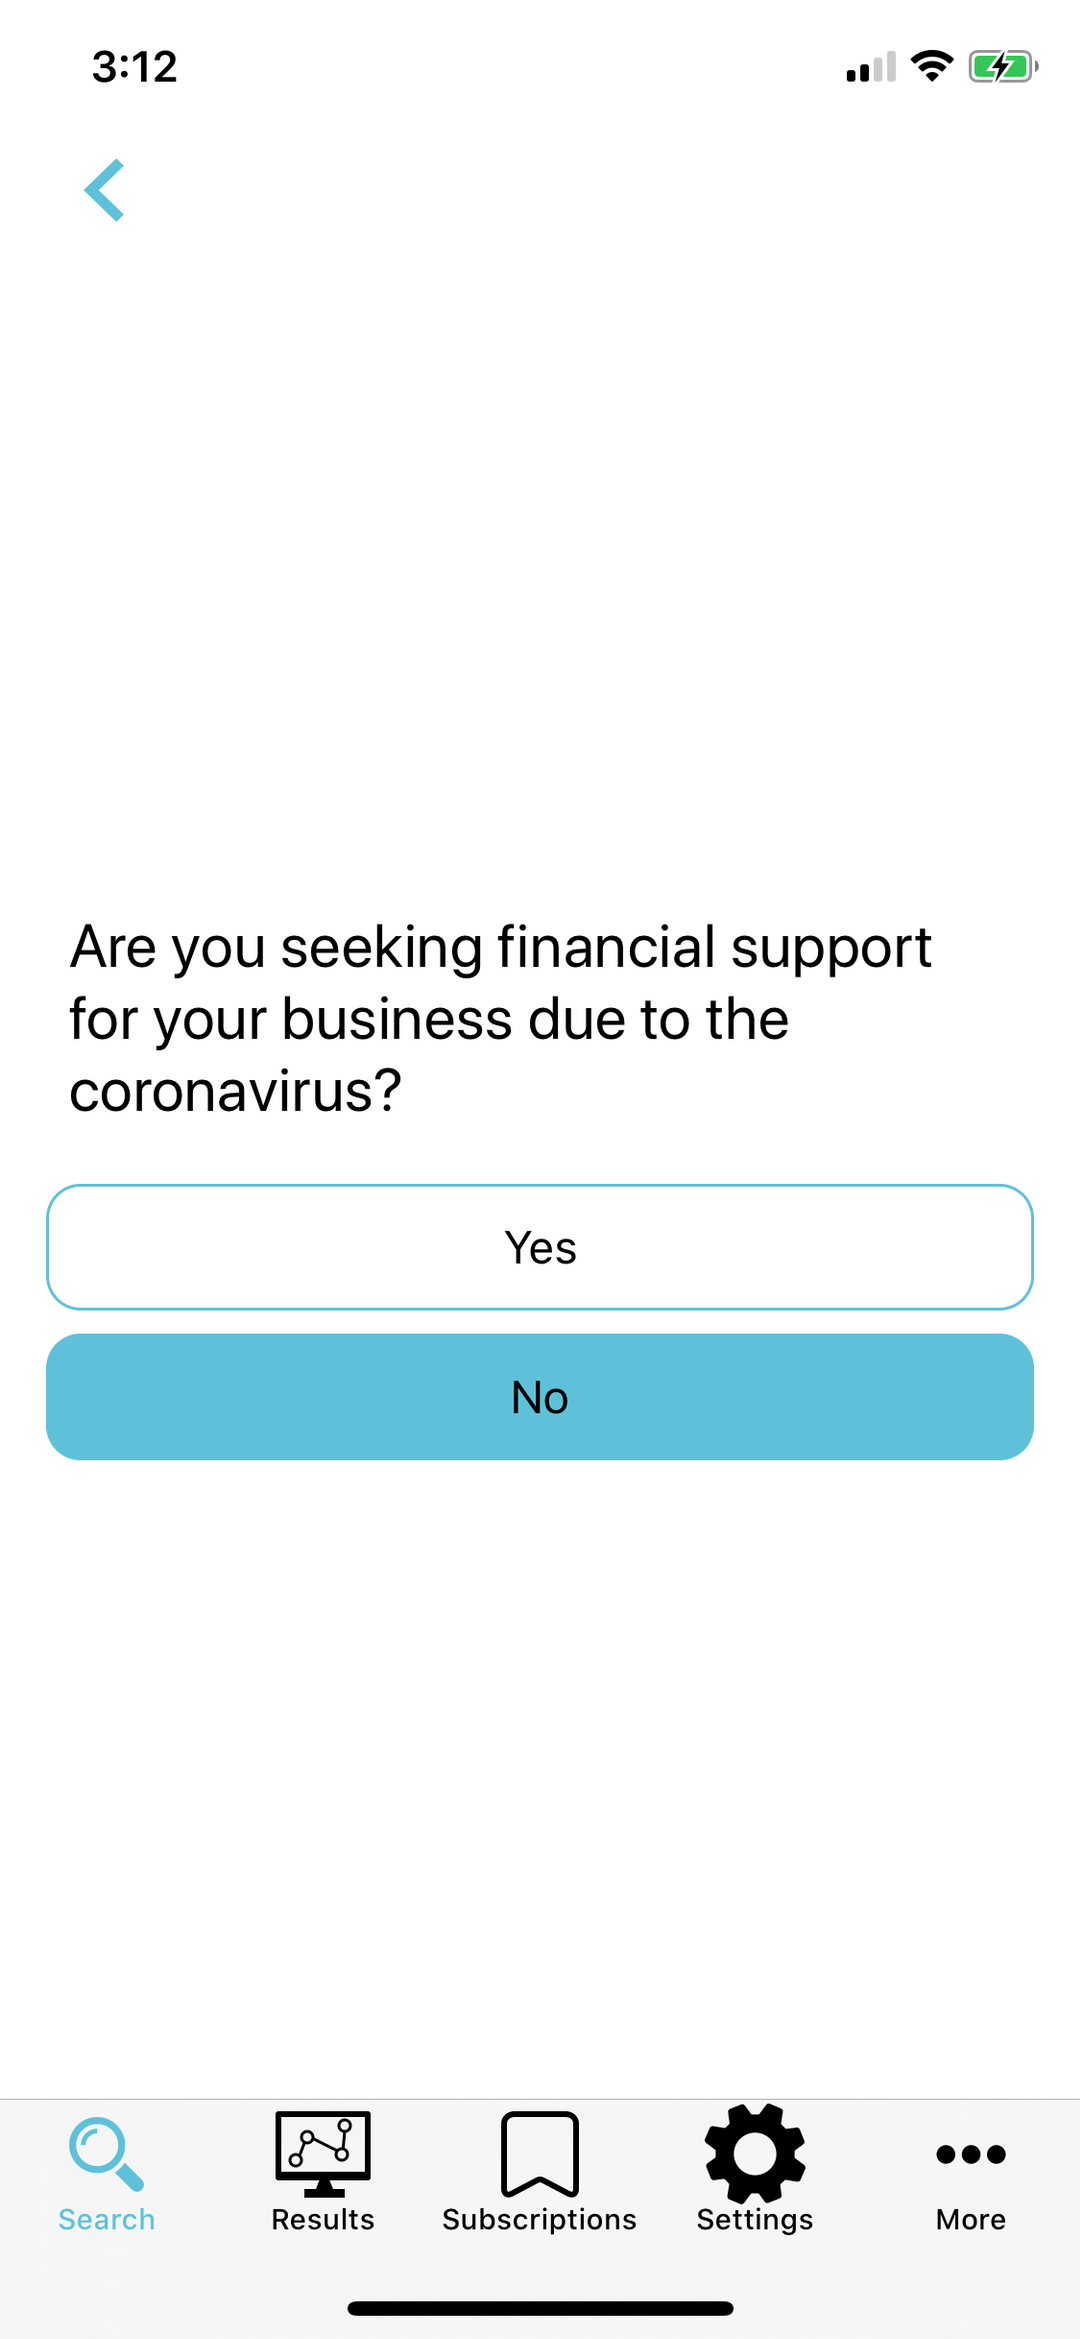 3:12
Are you seeking financial support
for your business due to the
coronavirus?
Yes
No
Search
Results
Subscriptions
Settings
More